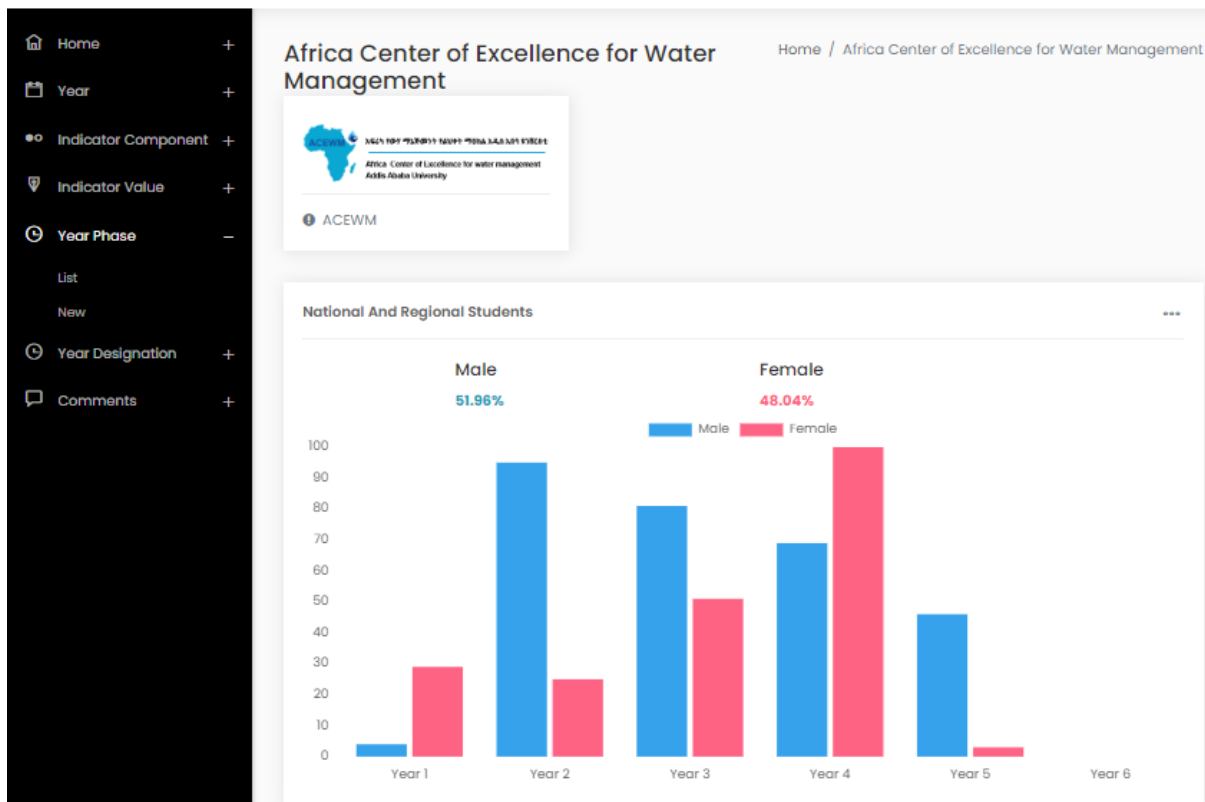 Home +
Year +
Indicator Component +
Indicator Value +
Year Phase –
List
New
Year Designation +
Comments +
Africa Center of Excellence for Water
Management
Home / Africa Center of Excellence for Water Management
ACEWM
Africa Center of Excellence for water management
Addis Ababa University
ACEWM
National And Regional Students
Male Female
51.96% 48.04%
Male Female
100
90
80
70
60
50
40
30
20
10
0
Year 1 Year 2 Year 3 Year 4 Year 5 Year 6